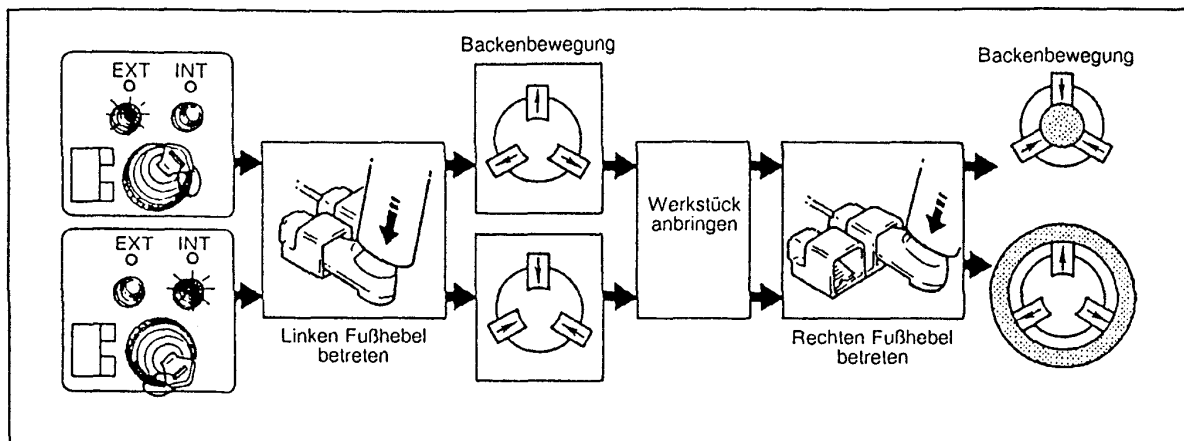 EXT INT
EXT INT
Linken Fußhebel
betreten
Backenbewegung
Werkstück
anbringen
Rechten Fußhebel
betreten
Backenbewegung